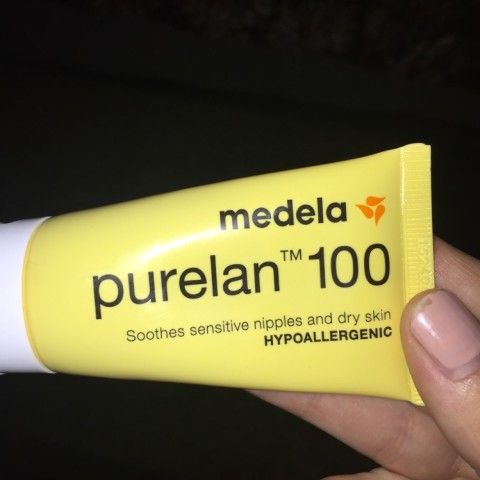 medela
purelan™ 100
Soothes sensitive nipples and dry skin
HYPOALLERGENIC